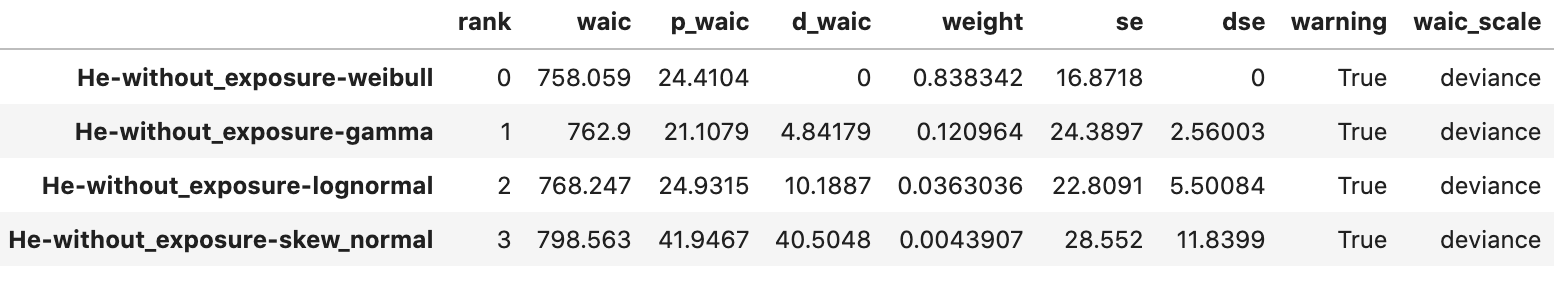 rank waic p_waic d_waic weight se dse warning waic_scale
He-without_exposure-weibull 0 758.059 24.4104 0 0.838342 16.8718 0 True deviance
He-without_exposure-gamma 1 762.9 21.1079 4.84179 0.120964 24.3897 2.56003 True deviance
He-without_exposure-lognormal 2 768.247 24.9315 10.1887 0.0363036 22.8091 5.50084 True deviance
He-without_exposure-skew_normal 3 798.563 41.9467 40.5048 0.0043907 28.552 11.8399 True deviance